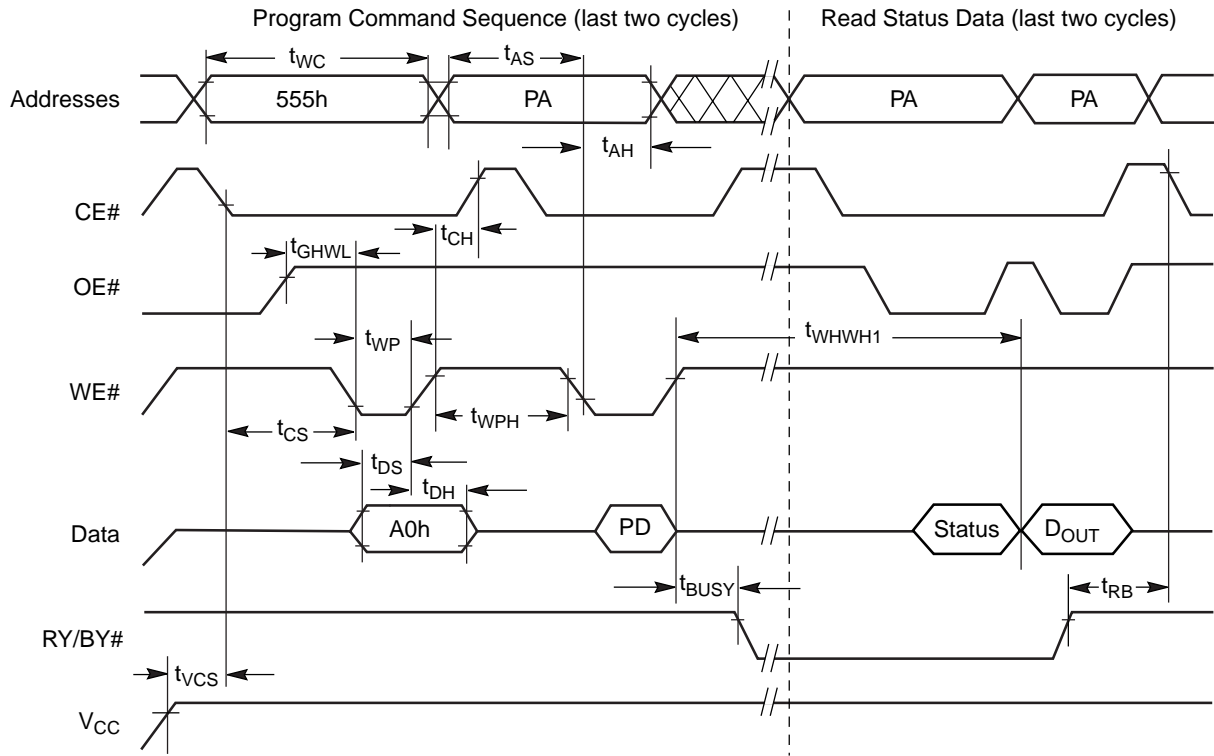 Program Command Sequence (last two cycles)
Read Status Data (last two cycles)
tWC
tAS
Addresses
555h
PA
PA
PA
tAH
CE#
tCH
tGHWL
OE#
tWP
tWHWH1
WE#
tWPH
tCS
tDS
tDH
Data
A0h
PD
Status
DOUT
tBUSY
tRB
RY/BY#
tVCS
VCC